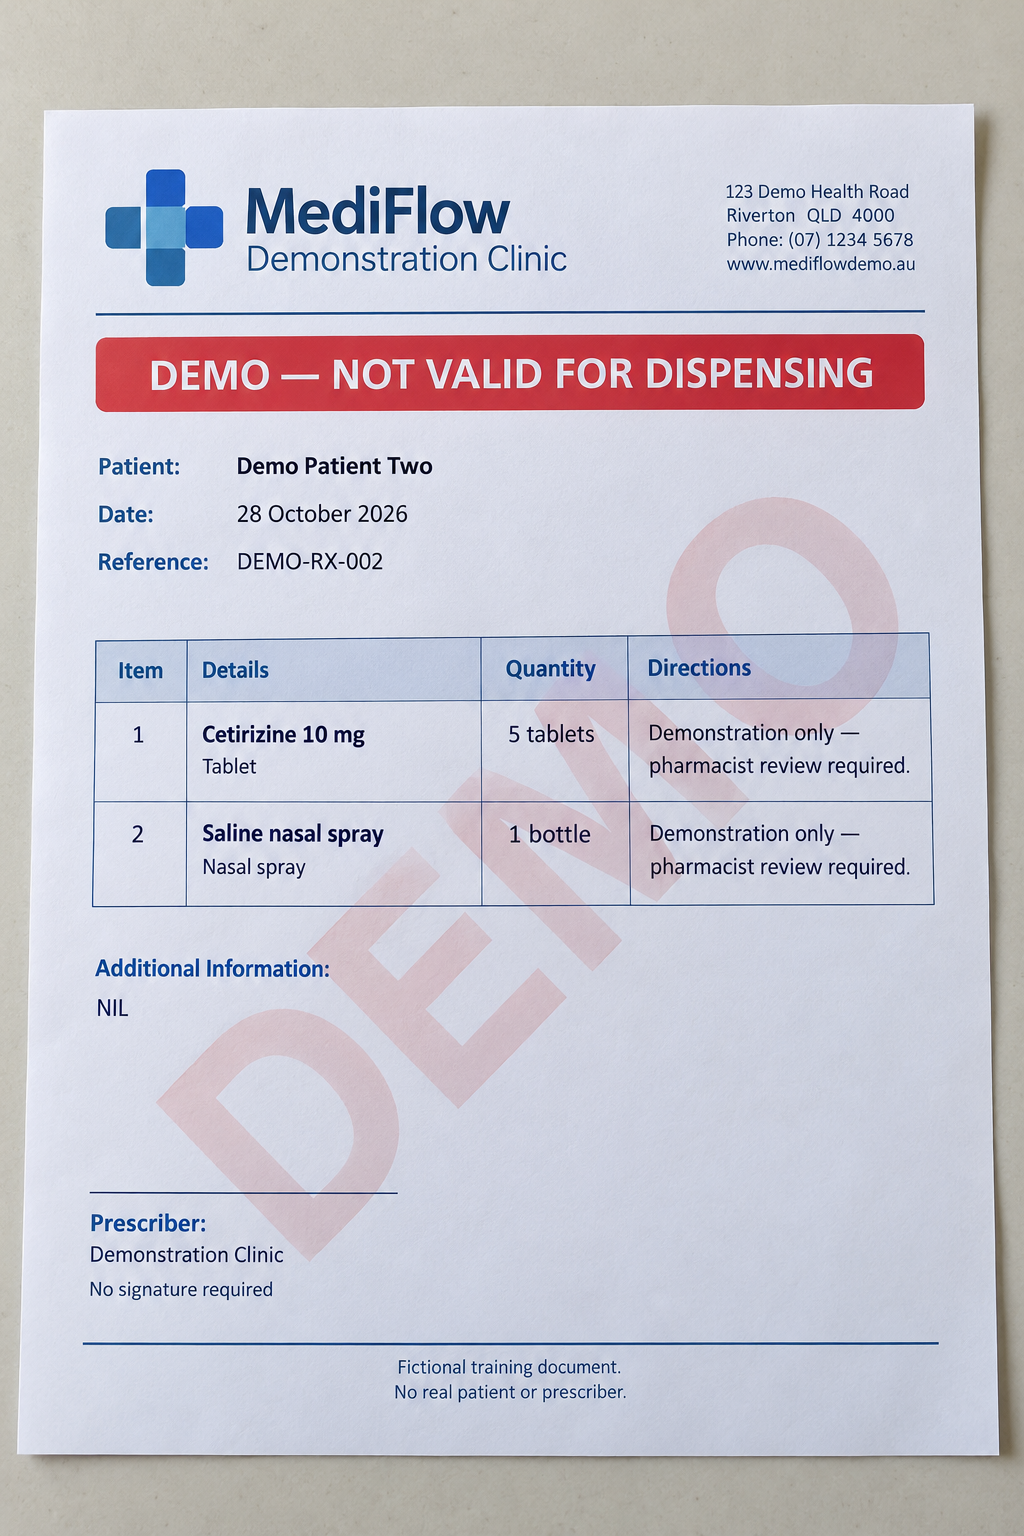 MediFlow
Demonstration Clinic
123 Demo Health Road
Riverton QLD 4000
Phone: (07) 1234 5678
www.mediflowdemo.au
DEMO — NOT VALID FOR DISPENSING
Patient: Demo Patient Two
Date: 28 October 2026
Reference: DEMO-RX-002
Item Details Quantity Directions
1 Cetirizine 10 mg 5 tablets Demonstration only —
Tablet pharmacist review required.
2 Saline nasal spray 1 bottle Demonstration only —
Nasal spray pharmacist review required.
DEMO
Additional Information:
NIL
Prescriber:
Demonstration Clinic
No signature required
Fictional training document.
No real patient or prescriber.